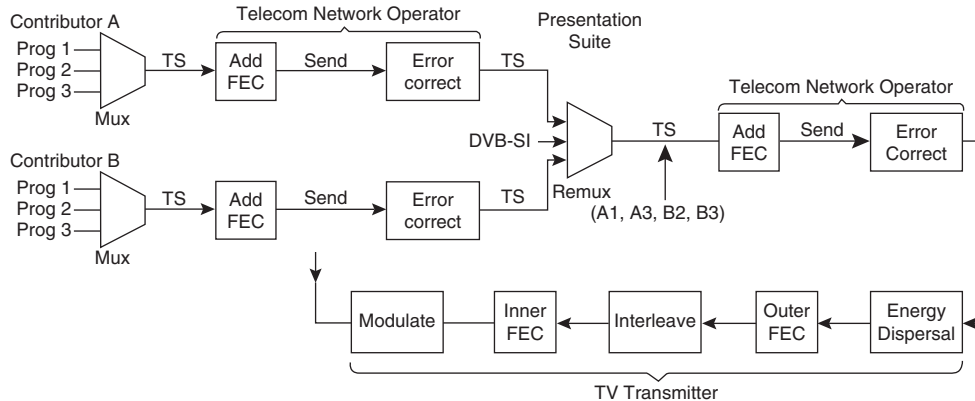 Contributor A
Telecom Network Operator
Presentation
Suite
Prog 1
Prog 2
Prog 3
Mux
TS
Add
FEC
Send
Error
correct
TS
DVB-SI
Remux
TS
(A1, A3, B2, B3)
Telecom Network Operator
Add
FEC
Send
Error
Correct
Contributor B
Prog 1
Prog 2
Prog 3
Mux
TS
Add
FEC
Send
Error
correct
TS
Modulate
Inner
FEC
Interleave
Outer
FEC
Energy
Dispersal
TV Transmitter